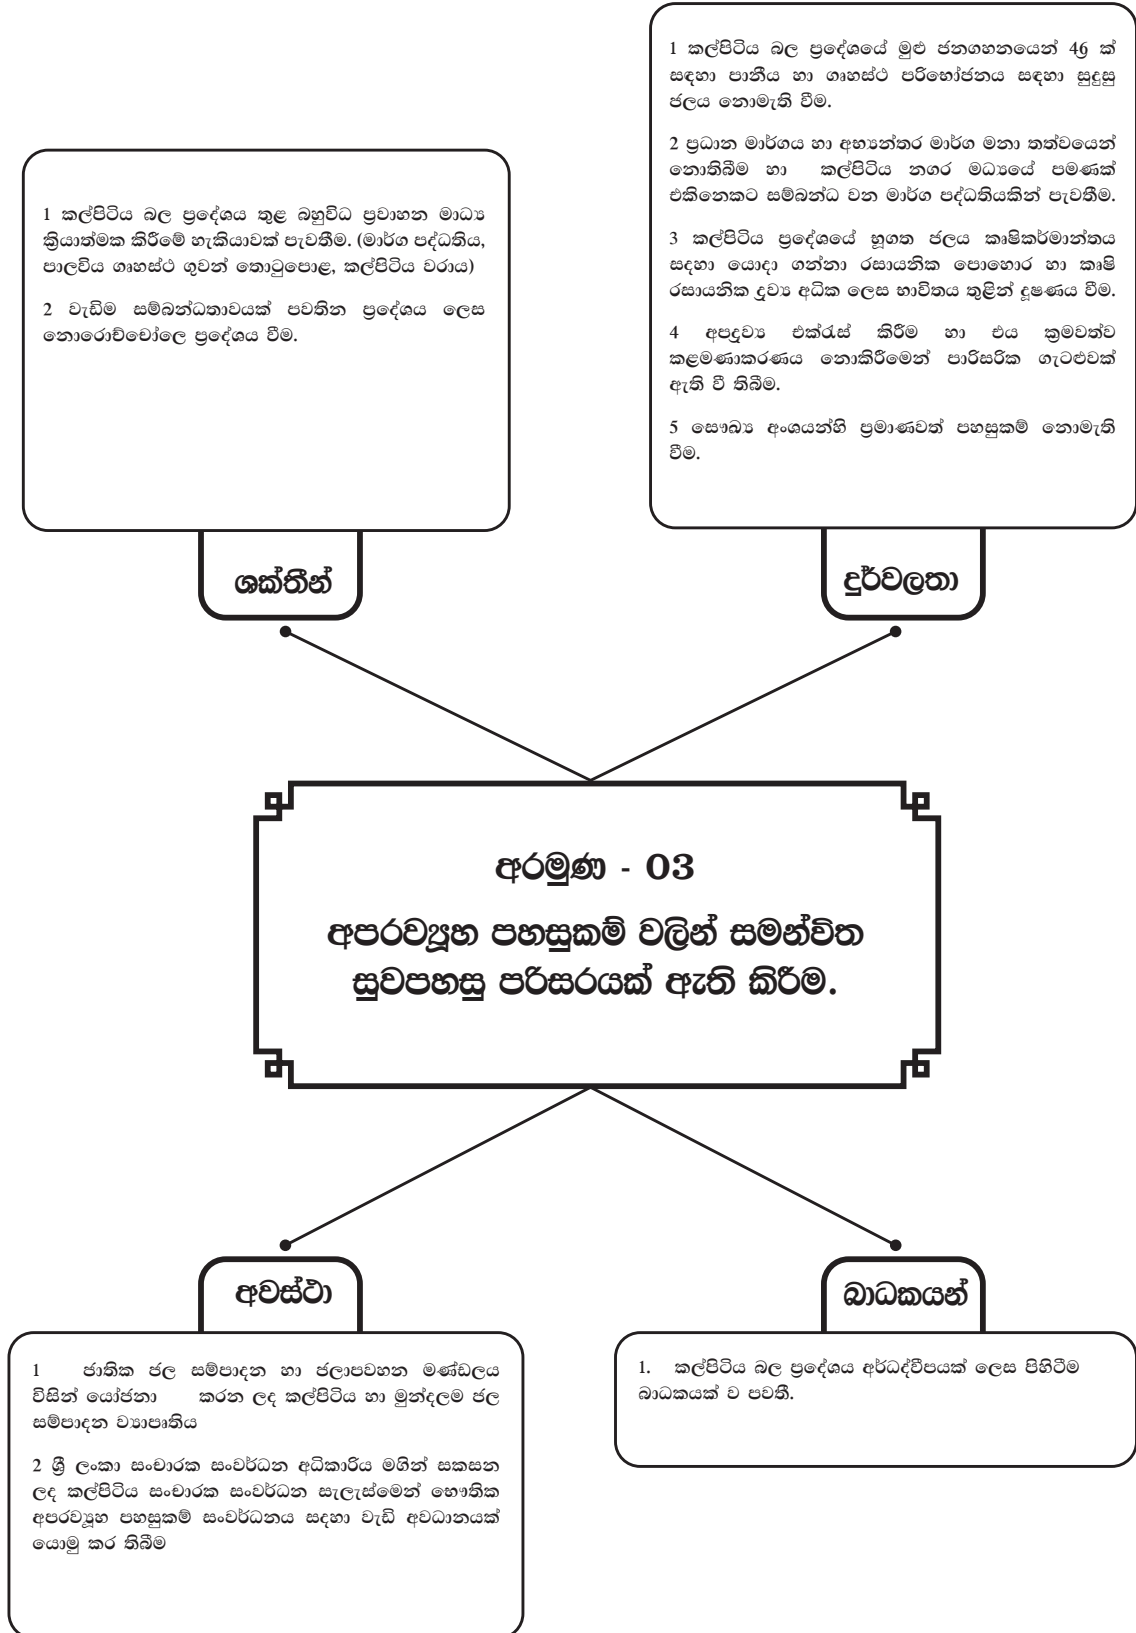 1 කල්පිටිය බල ප්‍රදේශයේ මුළු ජනගහනයෙන් 46ග්‍ර ක්
සඳහා පානීය හා ගෘහස්ථ පරිභෝජනය සඳහා සුදුසු
ජලය නොමැති වීම.
2 ප්‍රධාන මාර්ගය හා අභ්‍යන්තර මාර්ග මනා තත්වයෙන්
නොතිබීම හා කල්පිටිය නගර මධ්‍යයේ පමණක්
එකිනෙකට සම්බන්ධ වන මාර්ග පද්ධතියකින් පැවතීම.
3 කල්පිටිය ප්‍රදේශයේ භූගත ජලය කෘෂිකර්මාන්තය
සදහා යොදා ගන්නා රසායනික පොහොර හා කෘෂි
රසායනික ද්‍රව්‍ය අධික ලෙස භාවිතය තුළින් දූෂණය වීම.
4 අපද්‍රව්‍ය එක්රැස් කිරීම හා එය ක්‍රමවත්ව
කළමණාකරණය නොකිරීමෙන් පාරිසරික ගැටළුවක්
ඇති වී තිබීම.
5 සෞඛ්‍ය අංශයන්හි ප්‍රමාණවත් පහසුකම් නොමැති
වීම.
දුර්වලතා
1 කල්පිටිය බල ප්‍රදේශය තුළ බහුවිධ ප්‍රවාහන මාධ්‍ය
ක්‍රියාත්මක කිරීමේ හැකියාවක් පැවතීම. (මාර්ග පද්ධතිය,
පාලවිය ගෘහස්ථ ගුවන් තොටුපොළ, කල්පිටිය වරාය)
2 වැඩිම සම්බන්ධතාවයක් පවතින ප්‍රදේශය ලෙස
නොරොච්චෝලෙ ප්‍රදේශය වීම.
ශක්තීන්
අරමුණ - 03
අපරව්‍යූහ පහසුකම් වලින් සමන්විත
සුවපහසු පරිසරයක් ඇති කිරීම.
අවස්ථා
1 ජාතික ජල සම්පාදන හා ජලාපවහන මණ්ඩලය
විසින් යෝජනා කරන ලද කල්පිටිය හා මුන්දලම ජල
සම්පාදන ව්‍යාපෘතිය
2 ශ්‍රී ලංකා සංචාරක සංවර්ධන අධිකාරිය මගින් සකසන
ලද කල්පිටිය සංචාරක සංවර්ධන සැලැස්මෙන් භෞතික
අපරව්‍යූහ පහසුකම් සංවර්ධනය සදහා වැඩි අවධානයක්
යොමු කර තිබීම
බාධකයන්
1. කල්පිටිය බල ප්‍රදේශය අර්ධද්වීපයක් ලෙස පිහිටීම
බාධකයක් ව පවතී.